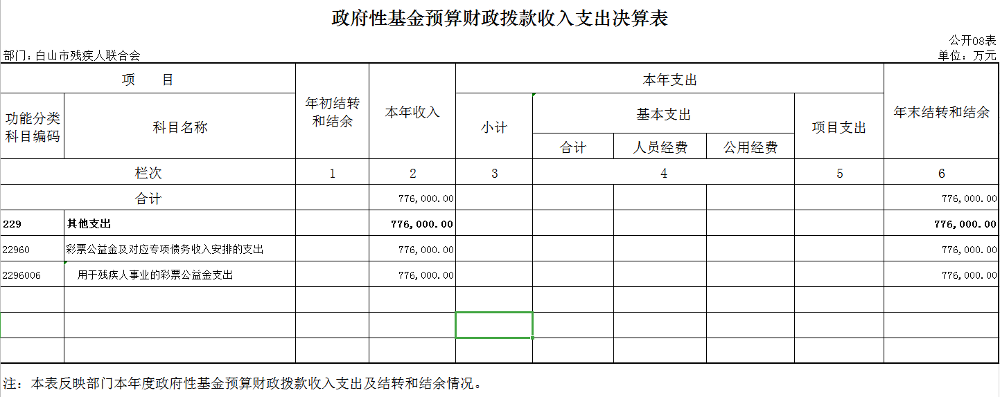 政府性基金预算财政拨款收入支出决算表
公开08表
部门：白山市残疾人联合会
单位：万元
项 目
年初结转和结余
本年收入
本年支出
年末结转和结余
功能分类科目编码
科目名称
小计
基本支出
项目支出
合计
人员经费
公用经费
栏次 1 2 3 4 5 6
合计 776,000.00 776,000.00
229 其他支出 776,000.00 776,000.00
22960 彩票公益金及对应专项债务收入安排的支出 776,000.00 776,000.00
2296006 用于残疾人事业的彩票公益金支出 776,000.00 776,000.00
注：本表反映部门本年度政府性基金预算财政拨款收入支出及结转和结余情况。